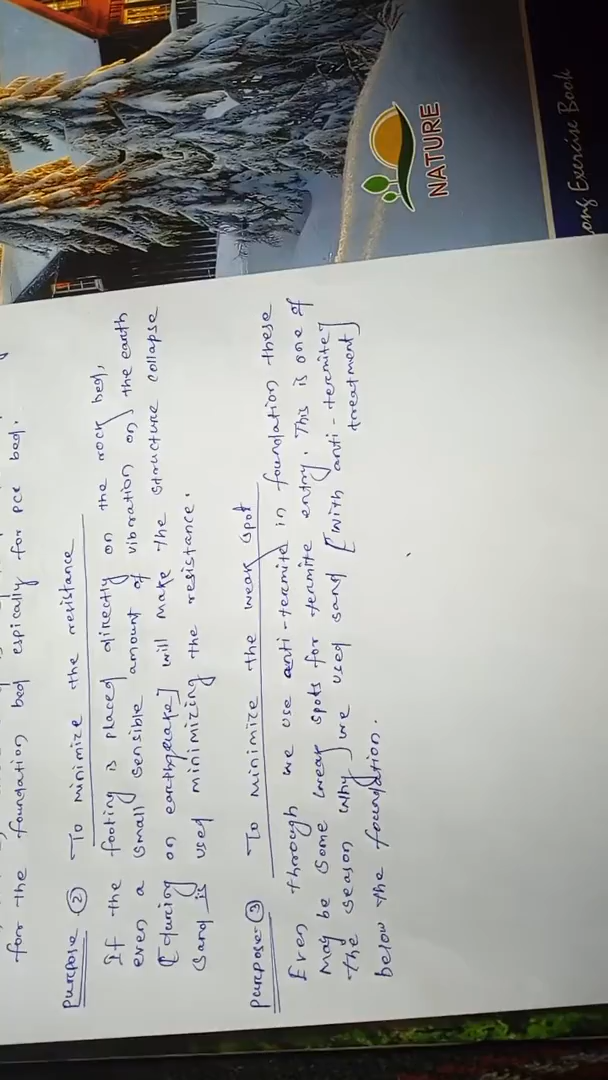 for the foundation bed espically for pcc bed.
Purpose ② To minimize the resistance
If the footing is placed directly on the rock bed,
even a small sensible amount of vibration on the earth
[during on earthquake] will make the structure collapse
Sand is used minimizing the resistance.
Purpose-③ To minimize the weak spot
Even through we use anti-termite in foundation these
may be some weak spots for termite entry. This is one of
the season why we used sand [with anti-termite
treatment]
below the foundation.
NATURE
ong Exercise Book